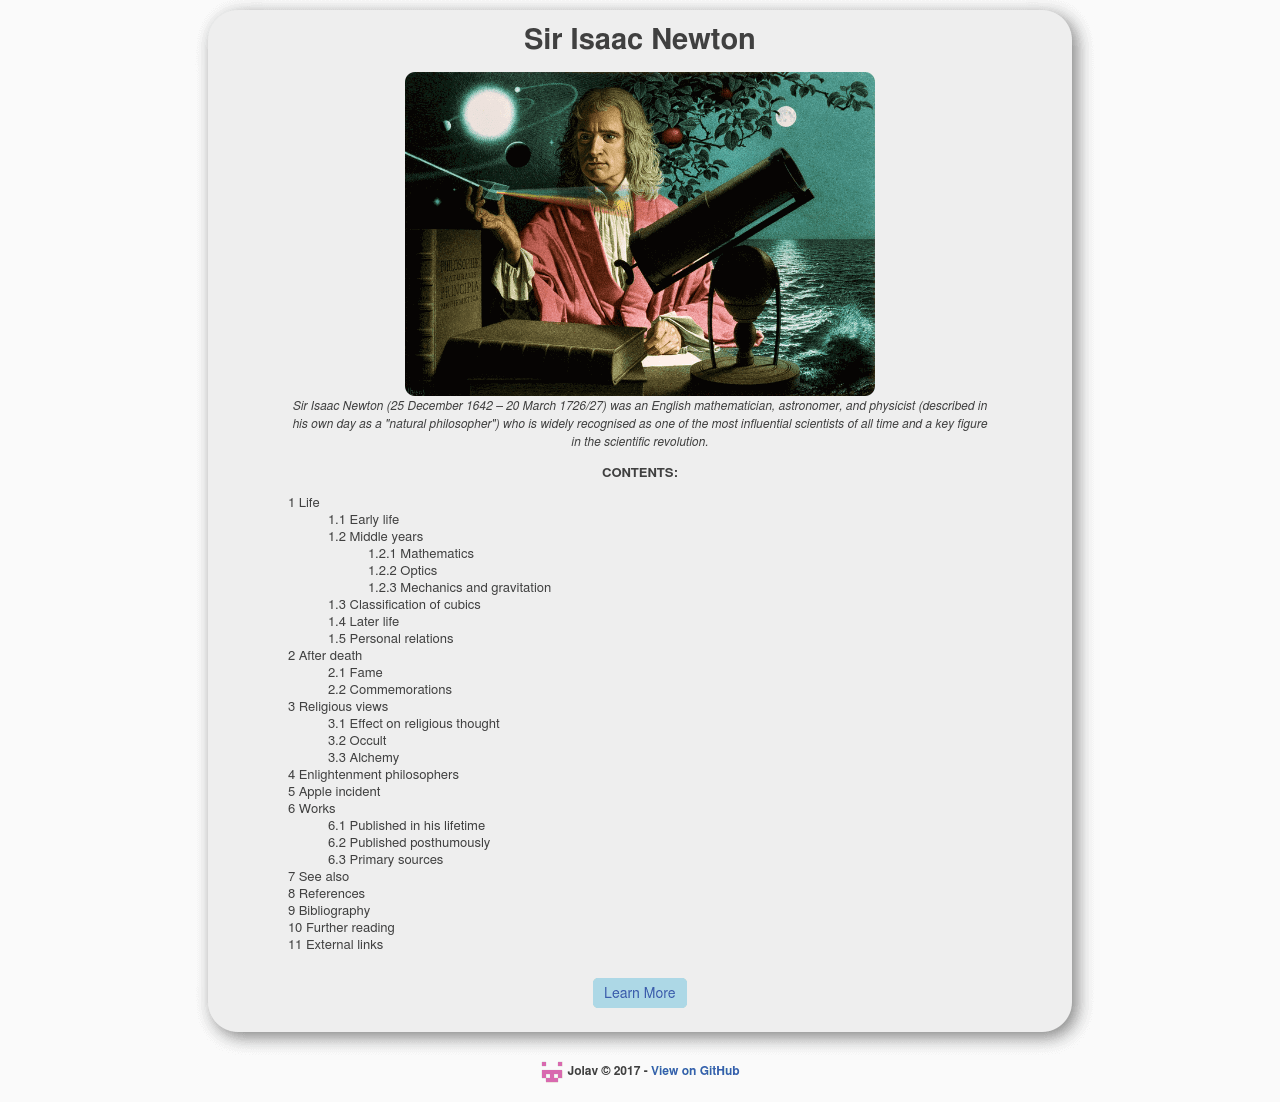 Sir Isaac Newton
PHILOSOPHIÆ
PRINCIPIA
MATHEMATICA
Sir Isaac Newton (25 December 1642 – 20 March 1726/27) was an English mathematician, astronomer, and physicist (described in
his own day as a "natural philosopher") who is widely recognised as one of the most influential scientists of all time and a key figure
in the scientific revolution.
CONTENTS:
1 Life
1.1 Early life
1.2 Middle years
1.2.1 Mathematics
1.2.2 Optics
1.2.3 Mechanics and gravitation
1.3 Classification of cubics
1.4 Later life
1.5 Personal relations
2 After death
2.1 Fame
2.2 Commemorations
3 Religious views
3.1 Effect on religious thought
3.2 Occult
3.3 Alchemy
4 Enlightenment philosophers
5 Apple incident
6 Works
6.1 Published in his lifetime
6.2 Published posthumously
6.3 Primary sources
7 See also
8 References
9 Bibliography
10 Further reading
11 External links
Learn More
Jolav © 2017 - View on GitHub